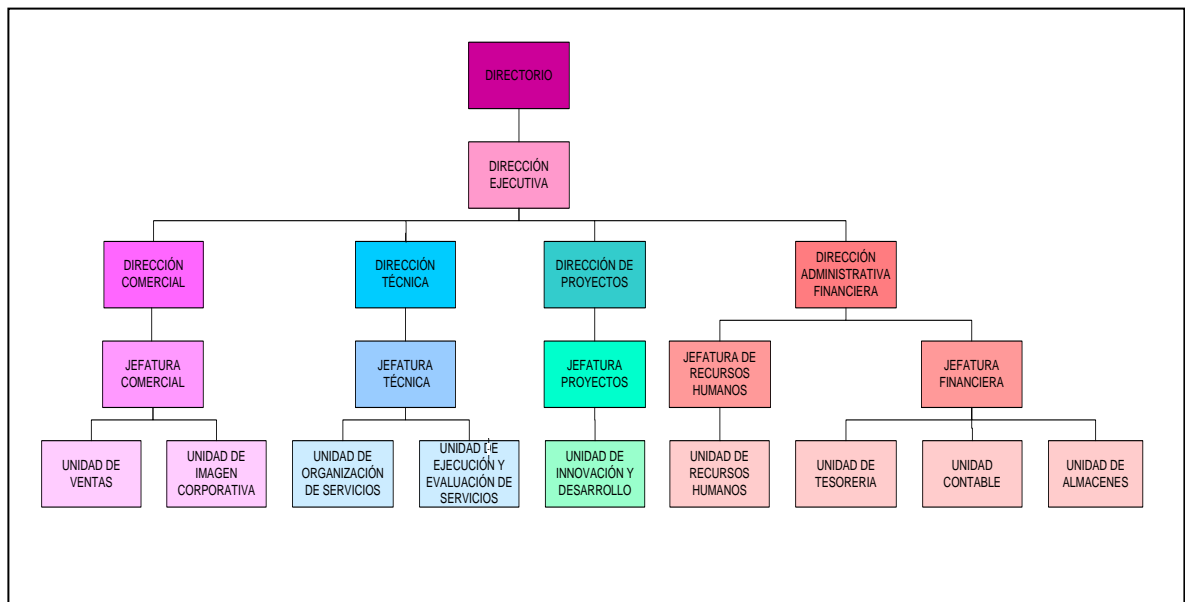 DIRECTORIO
DIRECCIÓN
EJECUTIVA
DIRECCIÓN
COMERCIAL
DIRECCIÓN
TÉCNICA
DIRECCIÓN DE
PROYECTOS
DIRECCIÓN
ADMINISTRATIVA
FINANCIERA
JEFATURA
COMERCIAL
JEFATURA
TÉCNICA
JEFATURA
PROYECTOS
JEFATURA DE
RECURSOS
HUMANOS
JEFATURA
FINANCIERA
UNIDAD DE
VENTAS
UNIDAD DE
IMAGEN
CORPORATIVA
UNIDAD DE
ORGANIZACIÓN
DE SERVICIOS
UNIDAD DE
EJECUCIÓN Y
EVALUACIÓN DE
SERVICIOS
UNIDAD DE
INNOVACIÓN Y
DESARROLLO
UNIDAD DE
RECURSOS
HUMANOS
UNIDAD DE
TESORERIA
UNIDAD
CONTABLE
UNIDAD DE
ALMACENES